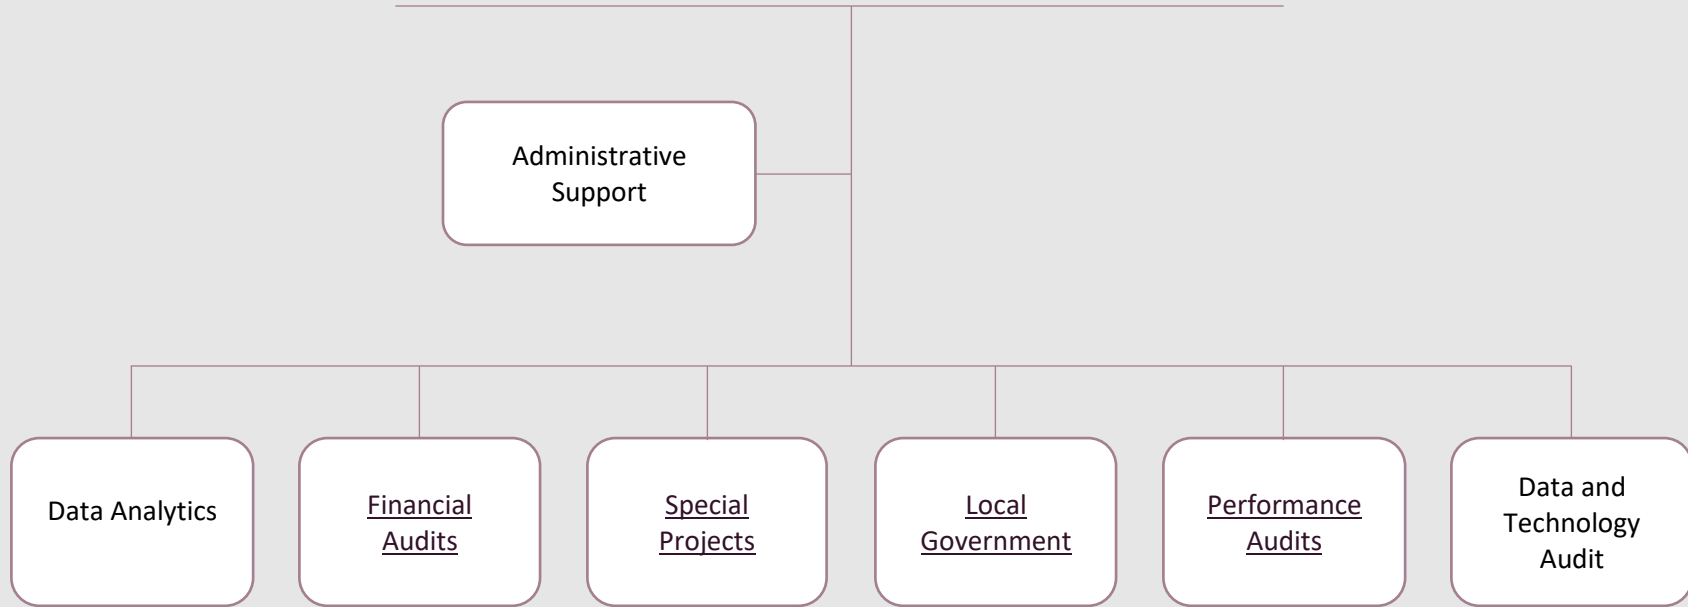 Administrative
Support
Data Analytics
Financial
Audits
Special
Projects
Local
Government
Performance
Audits
Data and
Technology
Audit